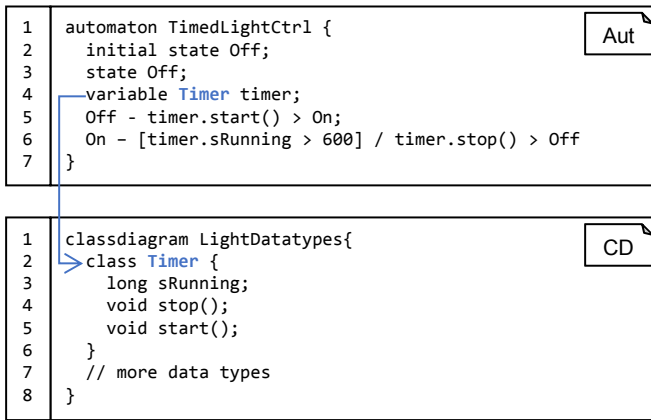 1 automaton TimedLightCtrl {
Aut
2 initial state Off;
3 state Off;
4 variable Timer timer;
5 Off - timer.start() > On;
6 On – [timer.sRunning > 600] / timer.stop() > Off
7 }
1 classdiagram LightDatatypes{
CD
2 class Timer {
3 long sRunning;
4 void stop();
5 void start();
6 }
7 // more data types
8 }